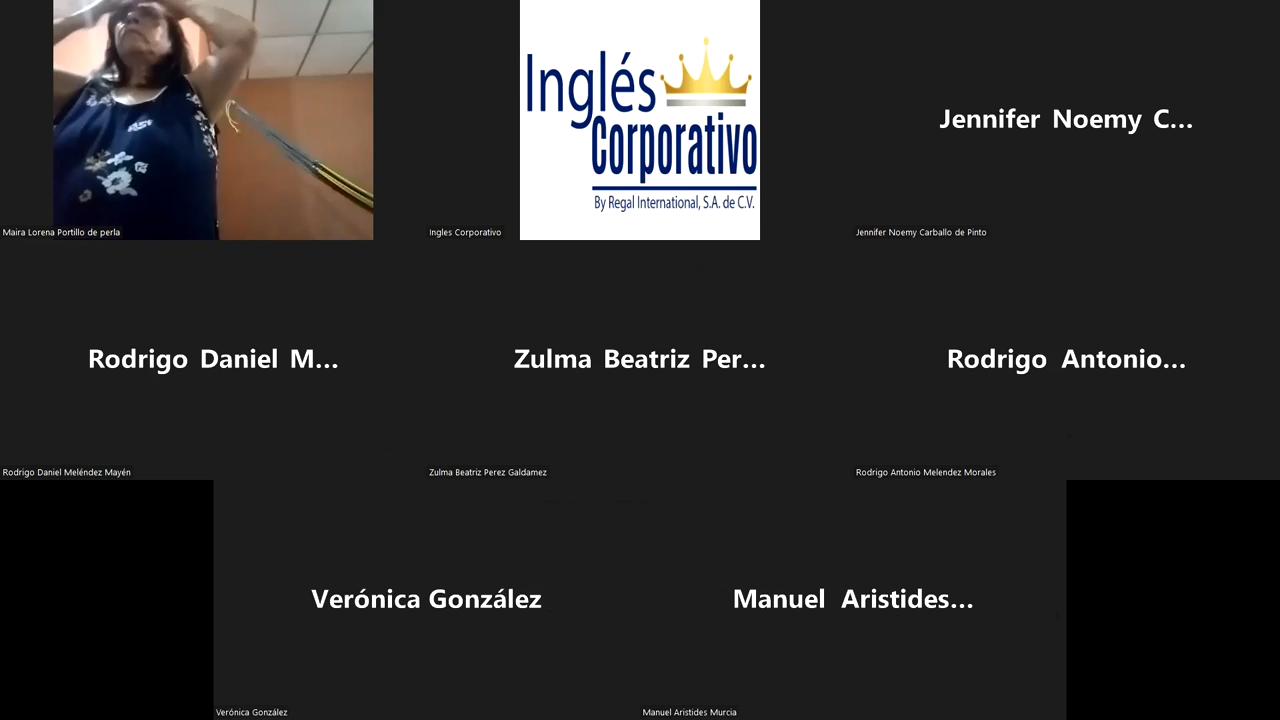 Maira Lorena Portillo de perla
Inglés
Corporativo
By Regal International, S.A. de C.V.
Ingles Corporativo
Jennifer Noemy C...
Jennifer Noemy Carballo de Pinto
Rodrigo Daniel M...
Rodrigo Daniel Meléndez Mayén
Zulma Beatriz Per...
Zulma Beatriz Perez Galdamez
Rodrigo Antonio...
Rodrigo Antonio Melendez Morales
Verónica González
Verónica González
Manuel Aristides...
Manuel Aristides Murcia